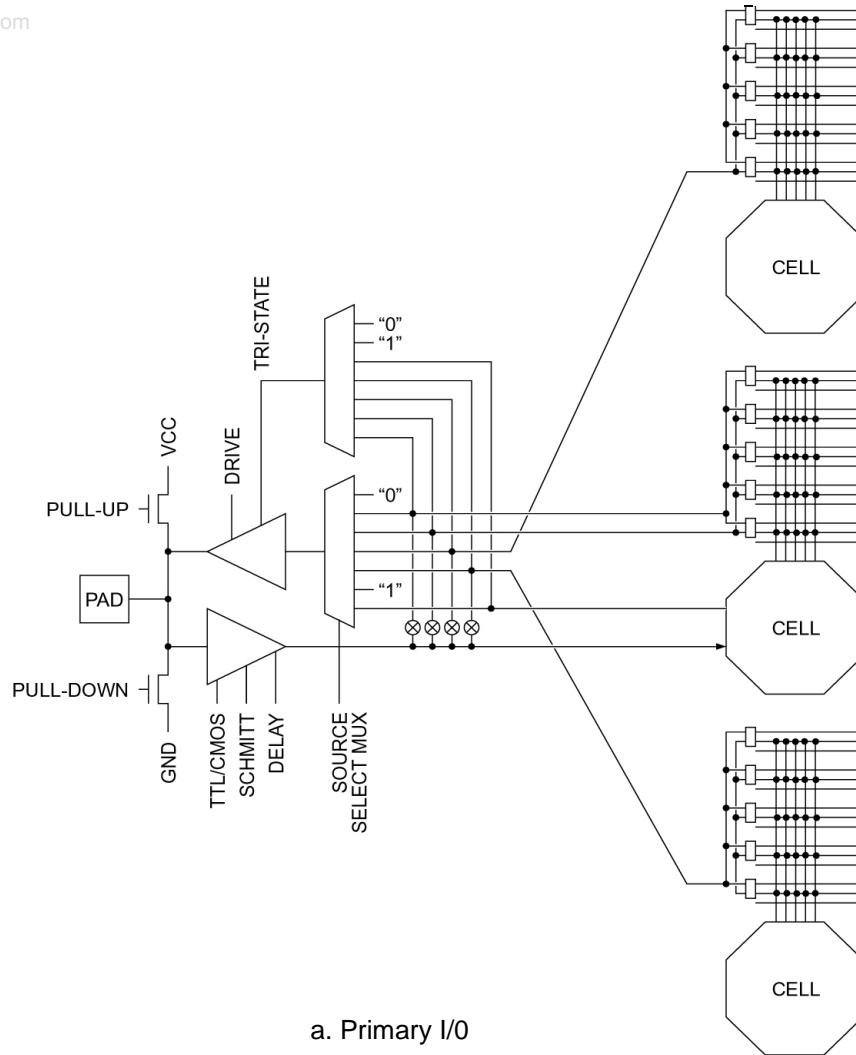 om
CELL
TRI-STATE
"0"
"1"
VCC
DRIVE
PULL-UP
"0"
PAD
"1"
CELL
PULL-DOWN
GND
TTL/CMOS
SCHMITT
DELAY
SOURCE
SELECT MUX
CELL
a. Primary I/0